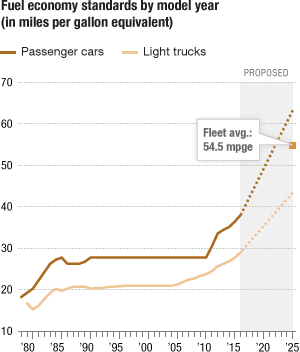 Fuel economy standards by model year
(in miles per gallon equivalent)
Passenger cars Light trucks
PROPOSED
70
60
Fleet avg.:
54.5 mpge
50
40
30
20
10
'80 '85 '90 '95 '00 '05 '10 '15 '20 '25